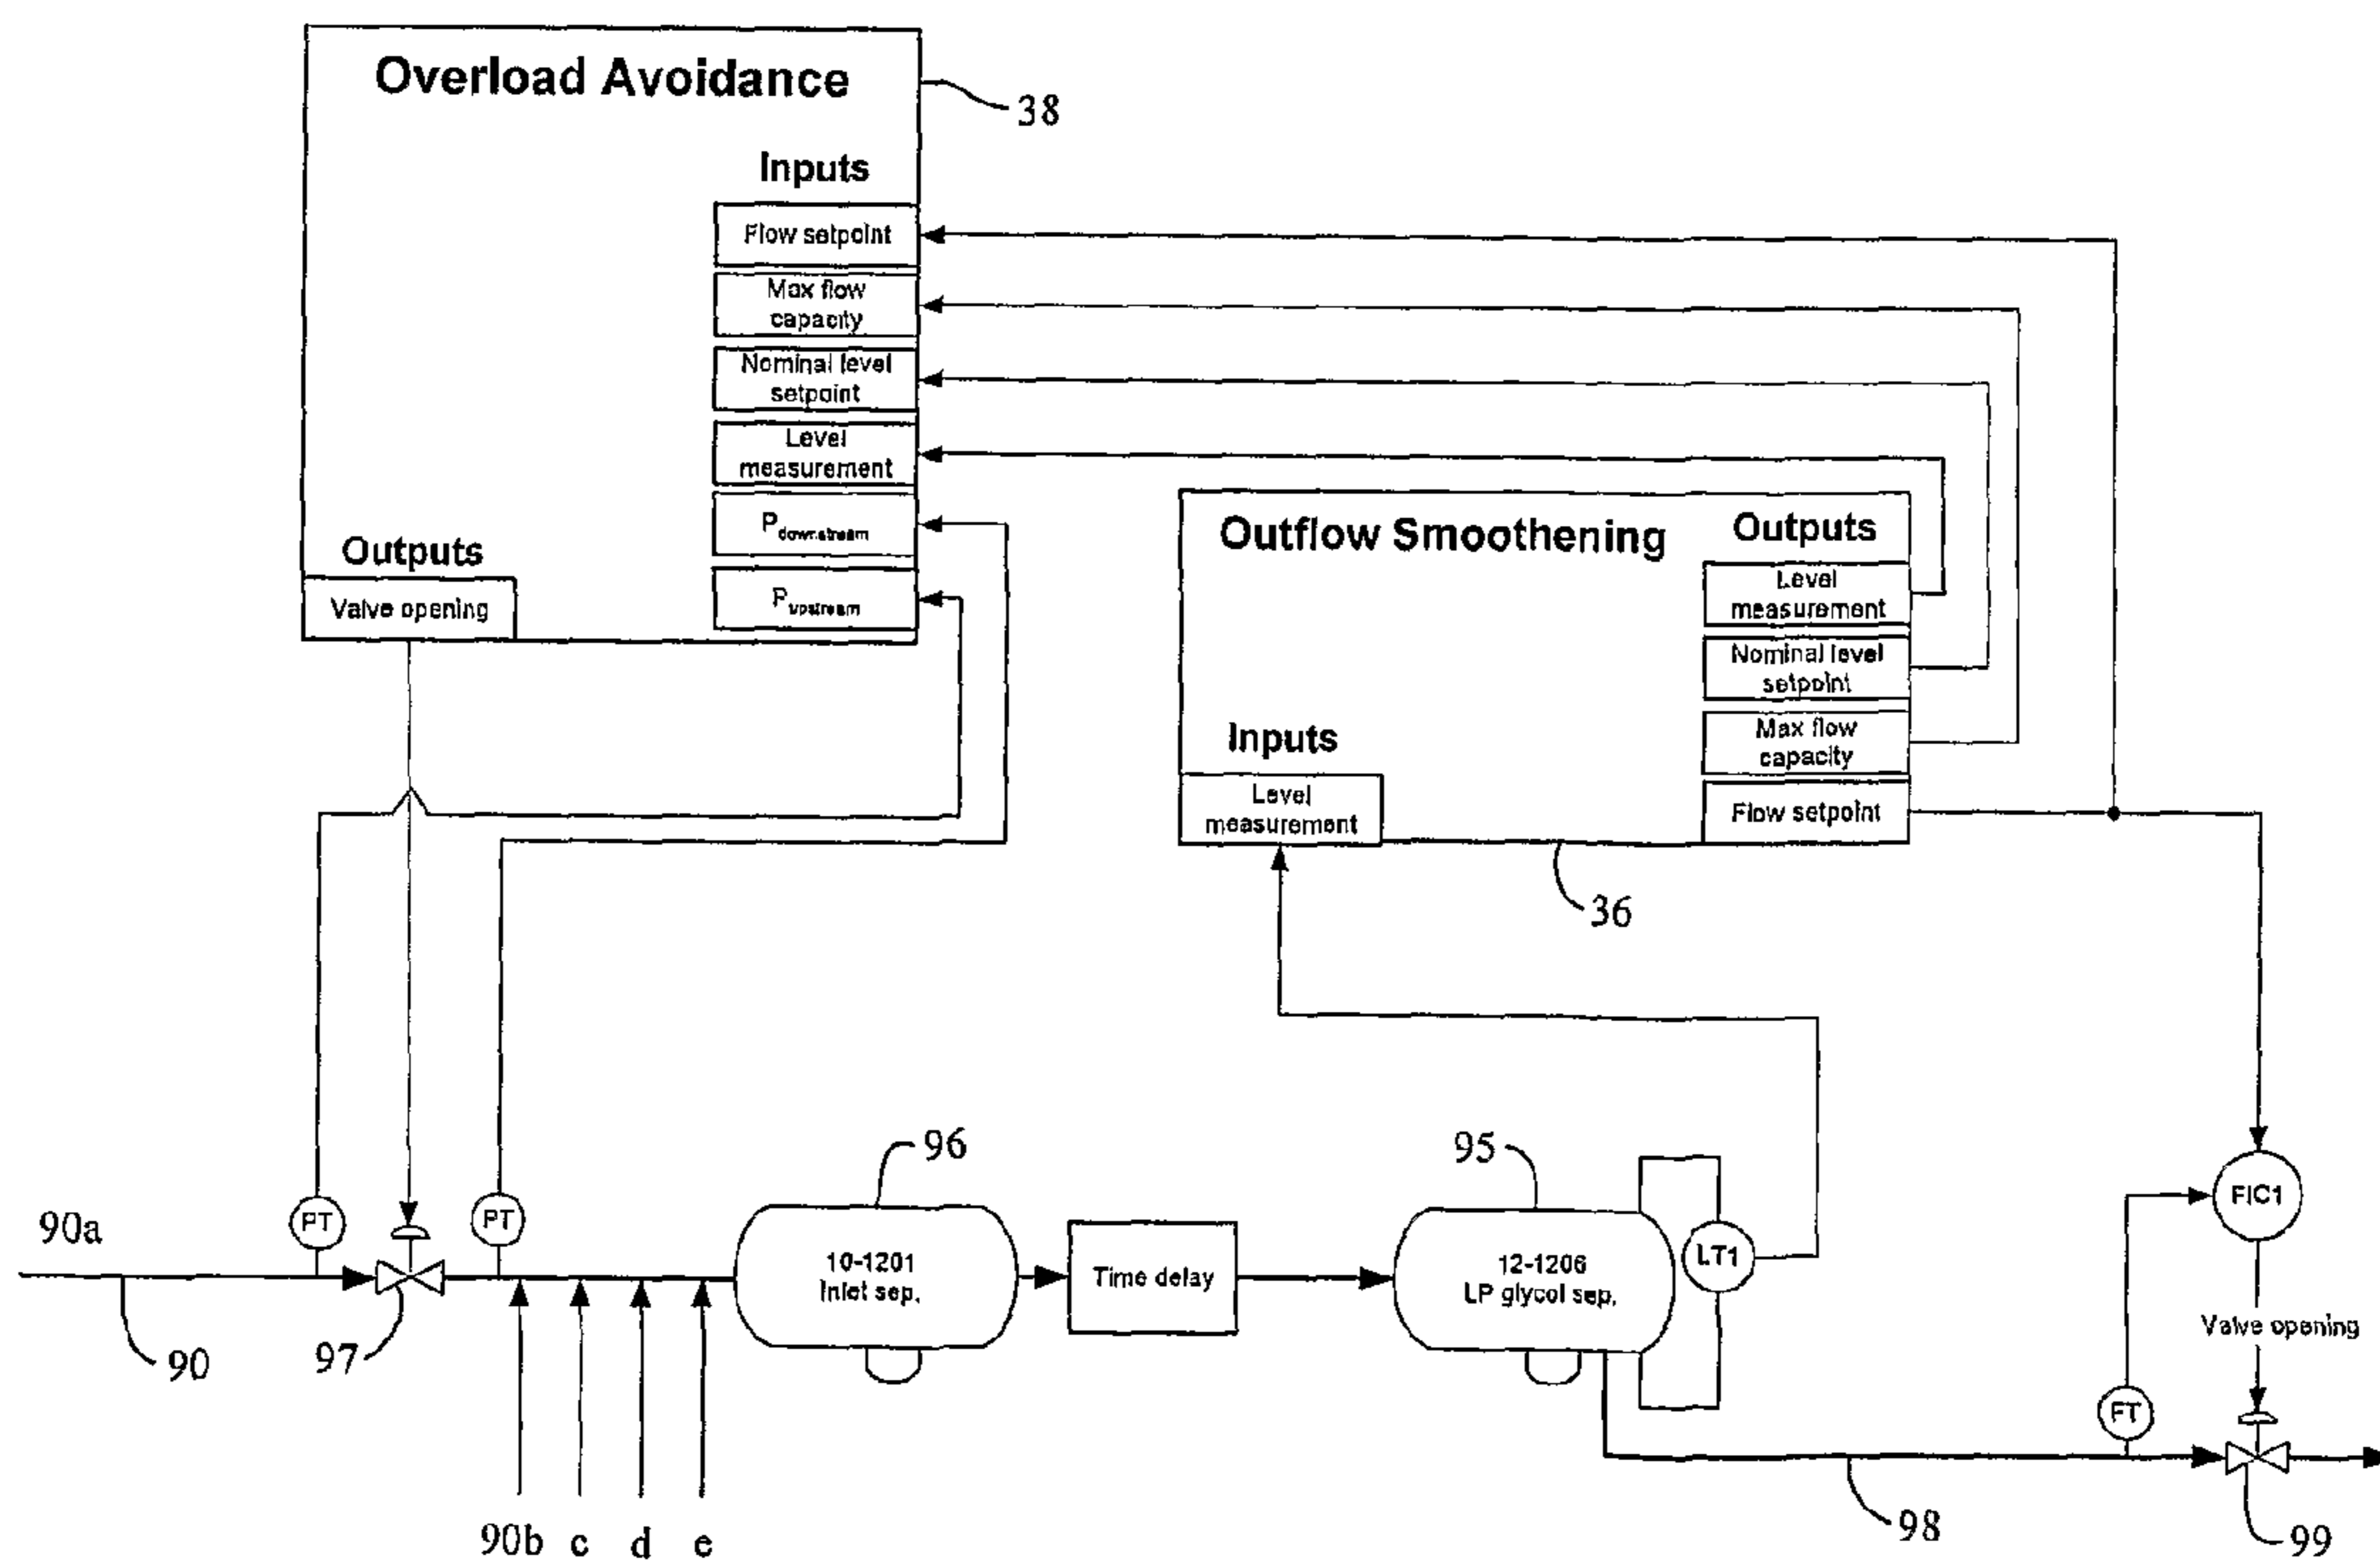 Overload Avoidance
38
Inputs
Flow setpoint
Max flow
capacity
Nominal level
setpoint
Level
measurement
Pdownstream
Pupstream
Outputs
Valve opening
Outflow Smoothening
Outputs
Level
measurement
Nominal level
setpoint
Max flow
capacity
Flow setpoint
Inputs
Level
measurement
36
90a
90
PT
97
PT
96
10-1201
Inlet sep.
Time delay
95
12-1206
LP glycol sep.
LT1
FIC1
Valve opening
FT
98
99
90b c d e